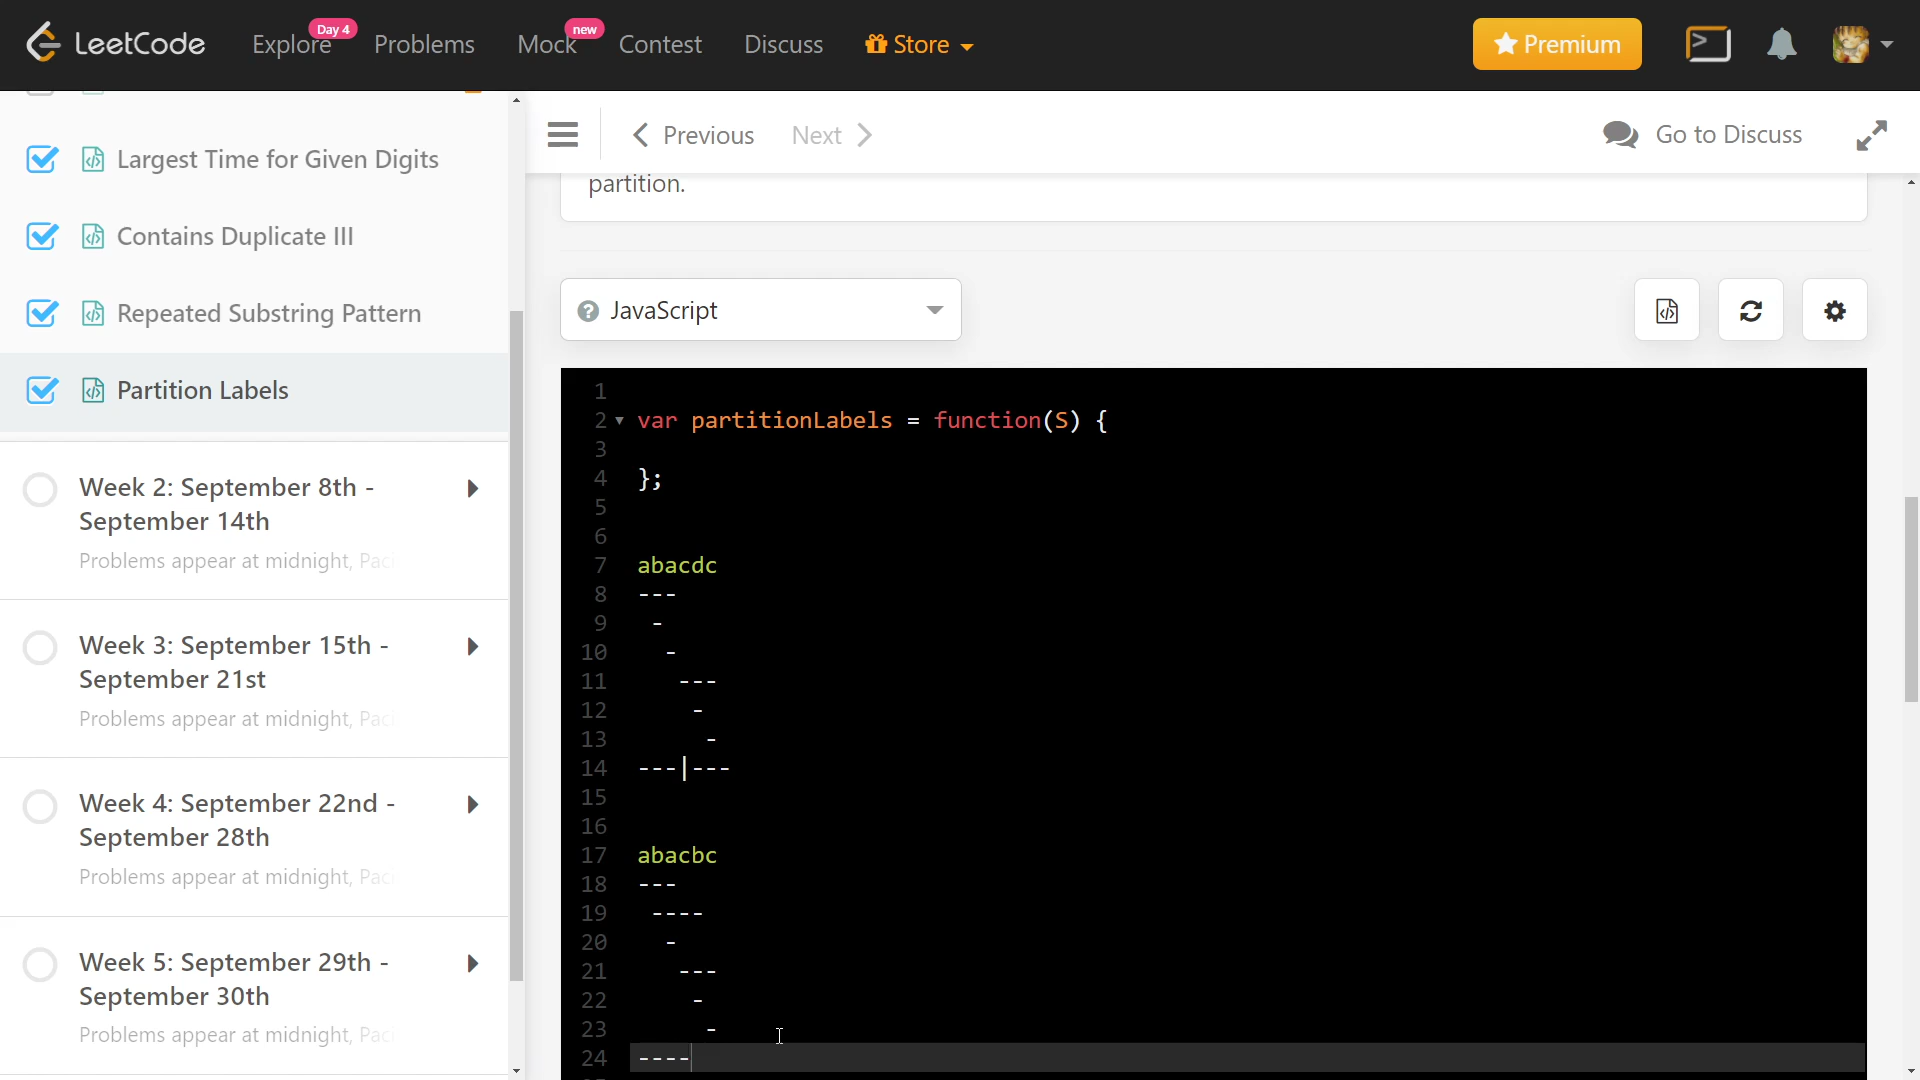 LeetCode
Explore
Day 4
Problems
Mock
new
Contest
Discuss
Store
Premium
Largest Time for Given Digits
Contains Duplicate III
Repeated Substring Pattern
Partition Labels
Week 2: September 8th -
September 14th
Problems appear at midnight, Paci
Week 3: September 15th -
September 21st
Problems appear at midnight, Paci
Week 4: September 22nd -
September 28th
Problems appear at midnight, Paci
Week 5: September 29th -
September 30th
Problems appear at midnight, Paci
Previous
Next
Go to Discuss
partition.
JavaScript
1
2 var partitionLabels = function(S) {
3
4 };
5
6
7 abacdc
8 ---
9  -
10   -
11    ---
12     -
13      -
14 ---|---
15
16
17 abacbc
18 ---
19  ----
20   -
21    ---
22     -
23      -
24 ----